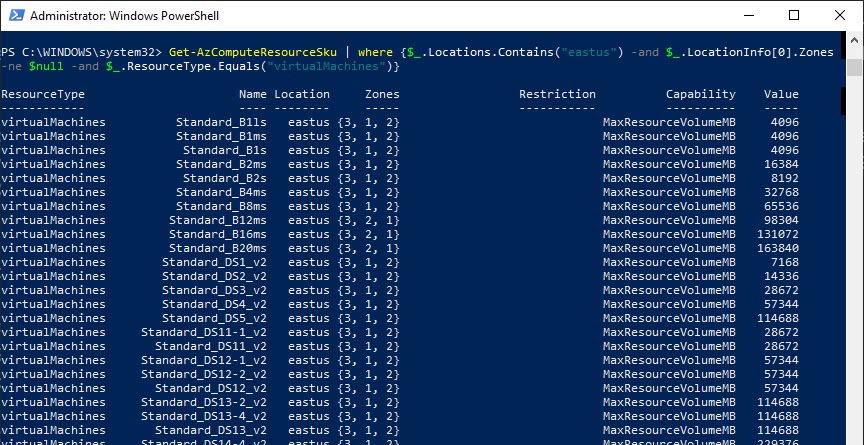 Administrator: Windows PowerShell
PS C:\WINDOWS\system32> Get-AzComputeResourceSku | where {$_.Locations.Contains("eastus") -and $_.LocationInfo[0].Zones
-ne $null -and $_.ResourceType.Equals("virtualMachines")}
ResourceType Name Location Zones Restriction Capability Value
------------ ---- -------- ----- ----------- ---------- -----
virtualMachines Standard_B1ls eastus {3, 1, 2} MaxResourceVolumeMB 4096
virtualMachines Standard_B1ms eastus {3, 1, 2} MaxResourceVolumeMB 4096
virtualMachines Standard_B1s eastus {3, 1, 2} MaxResourceVolumeMB 4096
virtualMachines Standard_B2ms eastus {3, 1, 2} MaxResourceVolumeMB 16384
virtualMachines Standard_B2s eastus {3, 1, 2} MaxResourceVolumeMB 8192
virtualMachines Standard_B4ms eastus {3, 1, 2} MaxResourceVolumeMB 32768
virtualMachines Standard_B8ms eastus {3, 1, 2} MaxResourceVolumeMB 65536
virtualMachines Standard_B12ms eastus {3, 2, 1} MaxResourceVolumeMB 98304
virtualMachines Standard_B16ms eastus {3, 2, 1} MaxResourceVolumeMB 131072
virtualMachines Standard_B20ms eastus {3, 2, 1} MaxResourceVolumeMB 163840
virtualMachines Standard_DS1_v2 eastus {3, 1, 2} MaxResourceVolumeMB 7168
virtualMachines Standard_DS2_v2 eastus {3, 1, 2} MaxResourceVolumeMB 14336
virtualMachines Standard_DS3_v2 eastus {3, 1, 2} MaxResourceVolumeMB 28672
virtualMachines Standard_DS4_v2 eastus {3, 1, 2} MaxResourceVolumeMB 57344
virtualMachines Standard_DS5_v2 eastus {3, 1, 2} MaxResourceVolumeMB 114688
virtualMachines Standard_DS11-1_v2 eastus {3, 1, 2} MaxResourceVolumeMB 28672
virtualMachines Standard_DS11_v2 eastus {3, 1, 2} MaxResourceVolumeMB 28672
virtualMachines Standard_DS12-1_v2 eastus {3, 1, 2} MaxResourceVolumeMB 57344
virtualMachines Standard_DS12-2_v2 eastus {3, 1, 2} MaxResourceVolumeMB 57344
virtualMachines Standard_DS12_v2 eastus {3, 1, 2} MaxResourceVolumeMB 57344
virtualMachines Standard_DS13-2_v2 eastus {3, 1, 2} MaxResourceVolumeMB 114688
virtualMachines Standard_DS13-4_v2 eastus {3, 1, 2} MaxResourceVolumeMB 114688
virtualMachines Standard_DS13_v2 eastus {3, 1, 2} MaxResourceVolumeMB 114688
virtualMachines Standard_DS14-4_v2 eastus {3, 1, 2} MaxResourceVolumeMB 229376